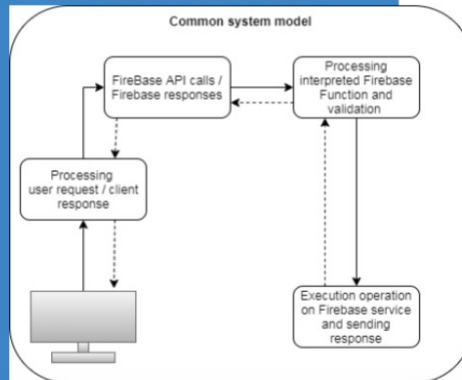 Common system model
FireBase API calls /
Firebase responses
Processing
interpreted Firebase
Function and
validation
Processing
user request / client
response
Execution operation
on Firebase service
and sending
response